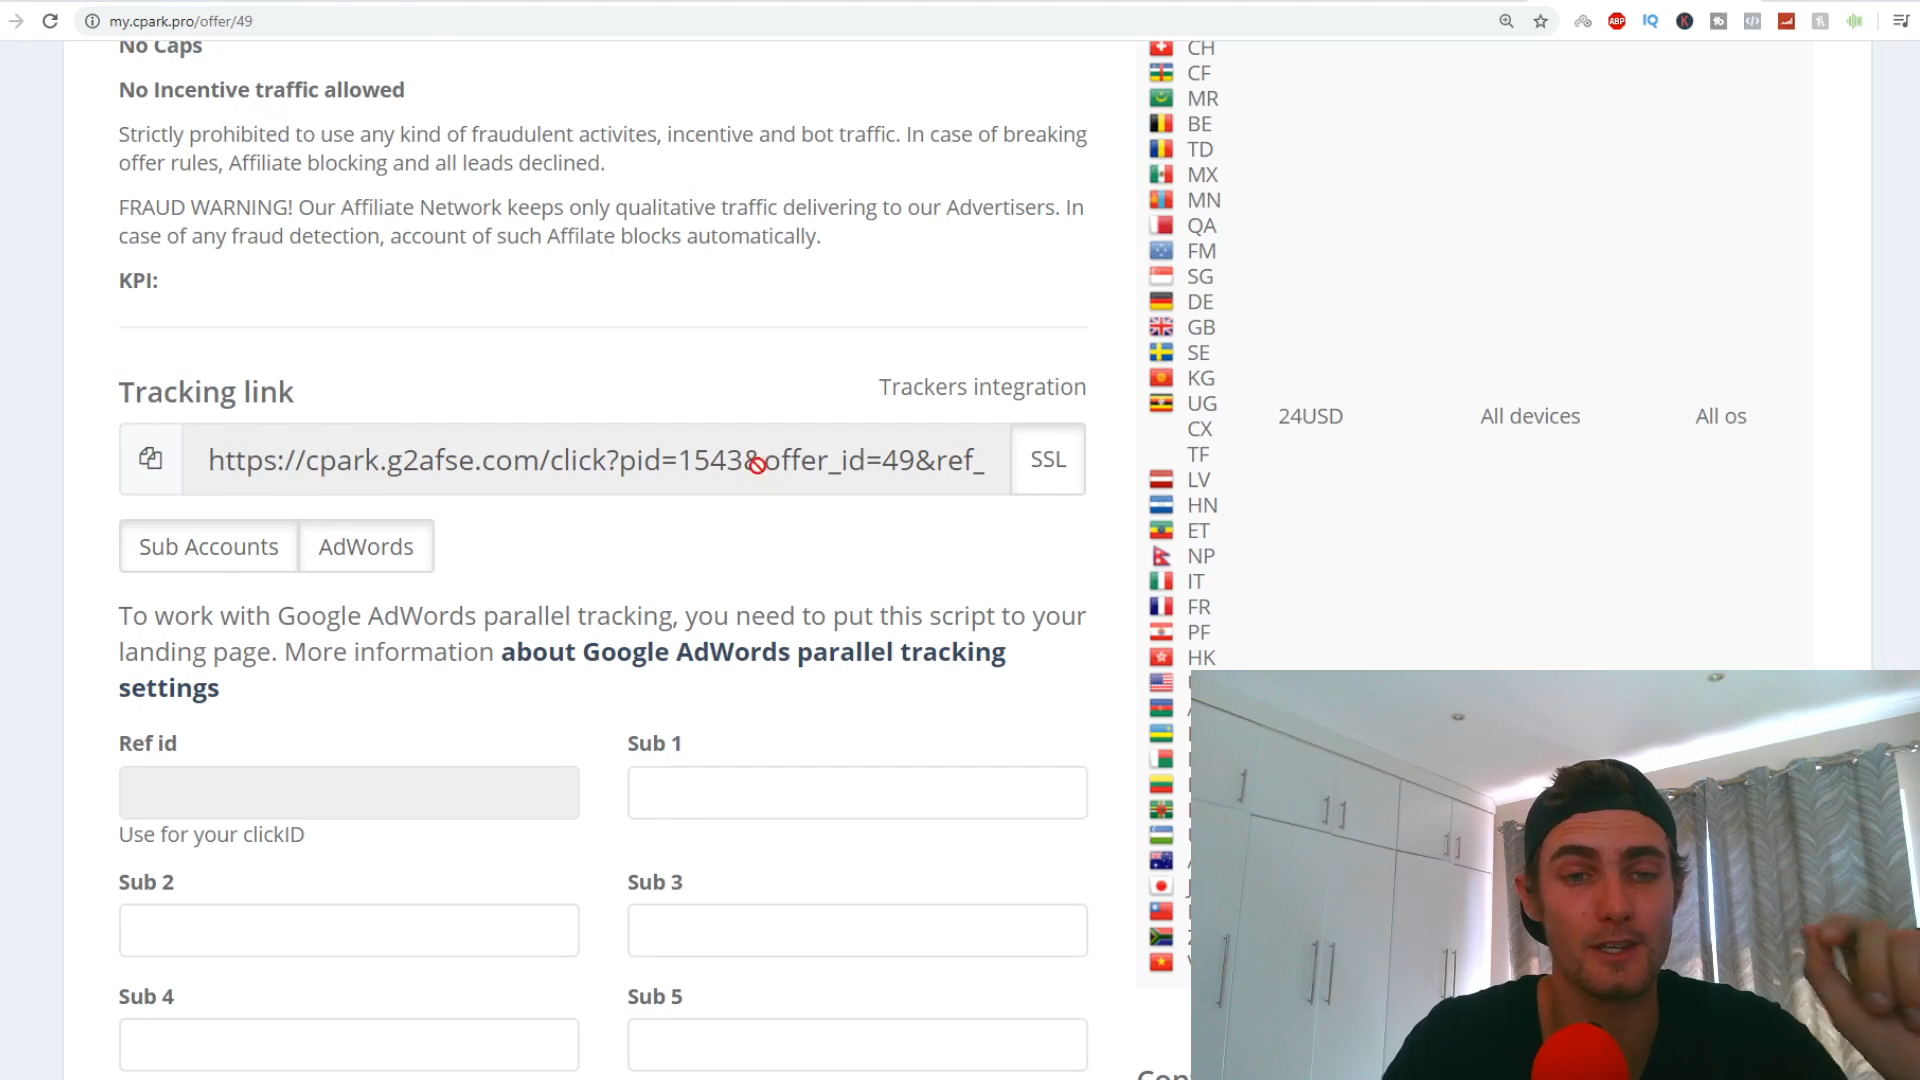 my.cpark.pro/offer/49
ABP
IQ
K
No Caps
No Incentive traffic allowed
Strictly prohibited to use any kind of fraudulent activites, incentive and bot traffic. In case of breaking
offer rules, Affiliate blocking and all leads declined.
FRAUD WARNING! Our Affiliate Network keeps only qualitative traffic delivering to our Advertisers. In
case of any fraud detection, account of such Affilate blocks automatically.
KPI:
Tracking link
Trackers integration
https://cpark.g2afse.com/click?pid=1543&offer_id=49&ref_
SSL
Sub Accounts
AdWords
To work with Google AdWords parallel tracking, you need to put this script to your
landing page. More information about Google AdWords parallel tracking
settings
Ref id
Sub 1
Use for your clickID
Sub 2
Sub 3
Sub 4
Sub 5
CH
CF
MR
BE
TD
MX
MN
QA
FM
SG
DE
GB
SE
KG
UG
CX
TF
LV
HN
ET
NP
IT
FR
PF
HK
24USD
All devices
All os